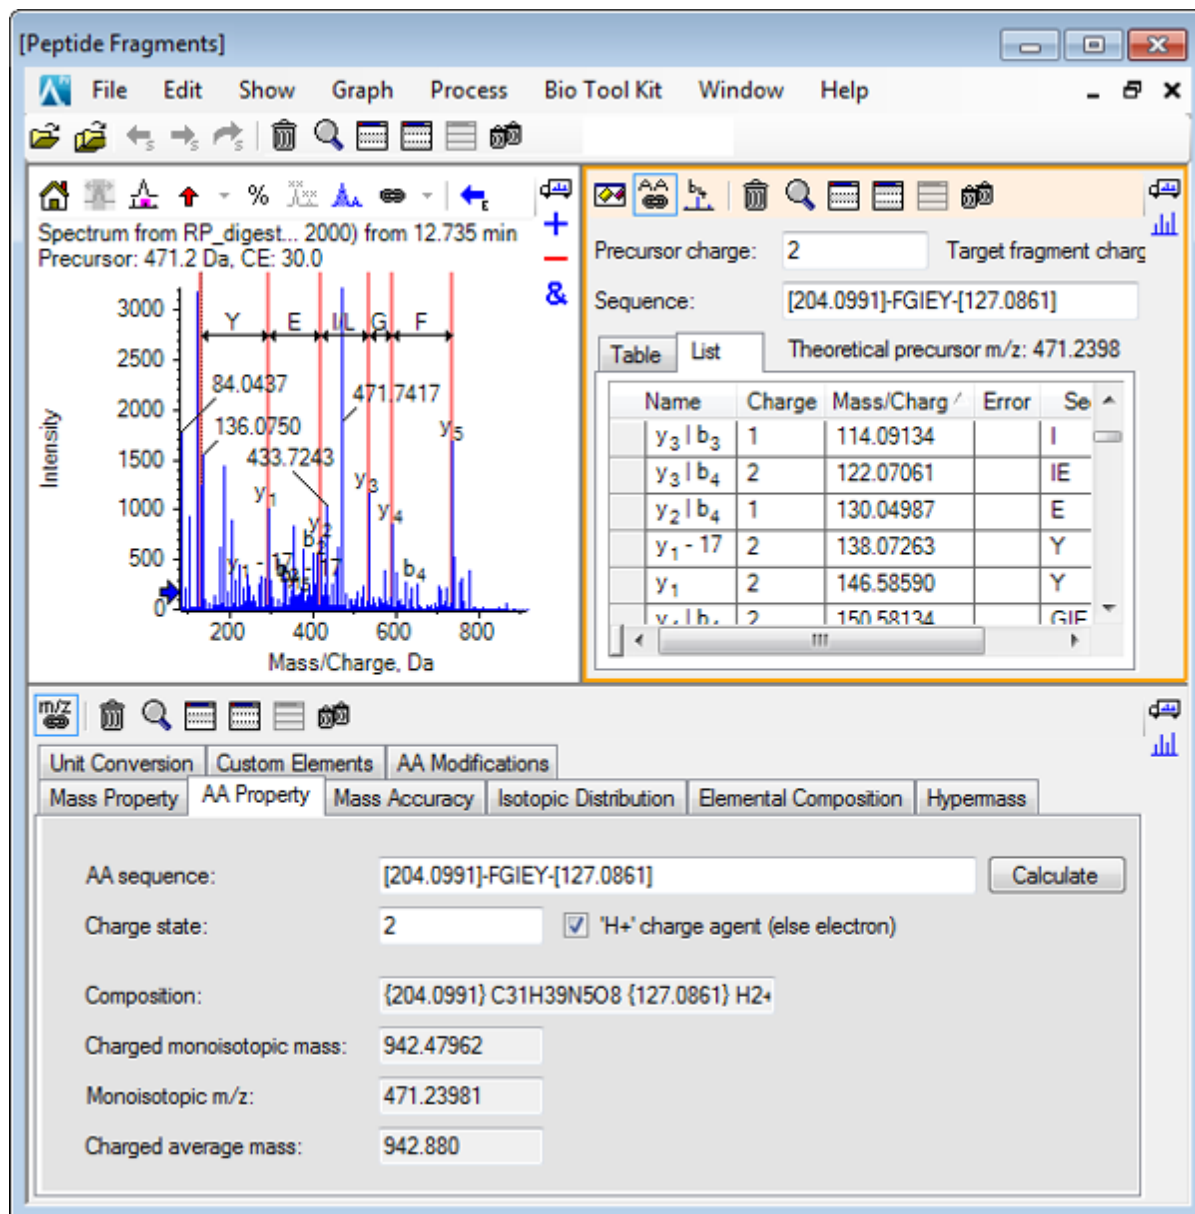 [Peptide Fragments]
File Edit Show Graph Process Bio Tool Kit Window Help
Spectrum from RP_digest... 2000) from 12.735 min
Precursor: 471.2 Da, CE: 30.0
Intensity
3000
2500
2000
1500
1000
500
0
Y E I/L G F
84.0437
136.0750
433.7243
471.7417
y5
y1
y2
y3
y4
b4
200 400 600 800
Mass/Charge, Da
Precursor charge: 2 Target fragment charg
Sequence: [204.0991]-FGIEY-[127.0861]
Table List Theoretical precursor m/z: 471.2398
Name Charge Mass/Charg Error Se
y3 | b3 1 114.09134 I
y3 | b4 2 122.07061 IE
y2 | b4 1 130.04987 E
y1 - 17 2 138.07263 Y
y1 2 146.58590 Y
2 150.58134 GIE
m/z
Unit Conversion Custom Elements AA Modifications
Mass Property AA Property Mass Accuracy Isotopic Distribution Elemental Composition Hypermass
AA sequence: [204.0991]-FGIEY-[127.0861] Calculate
Charge state: 2 'H+' charge agent (else electron)
Composition: {204.0991} C31H39N5O8 {127.0861} H2+
Charged monoisotopic mass: 942.47962
Monoisotopic m/z: 471.23981
Charged average mass: 942.880